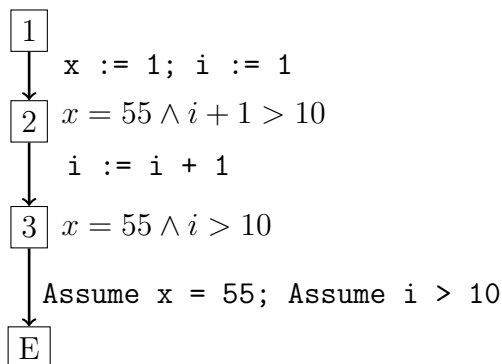 1
x := 1; i := 1
2 x = 55 ∧ i + 1 > 10
i := i + 1
3 x = 55 ∧ i > 10
Assume x = 55; Assume i > 10
E